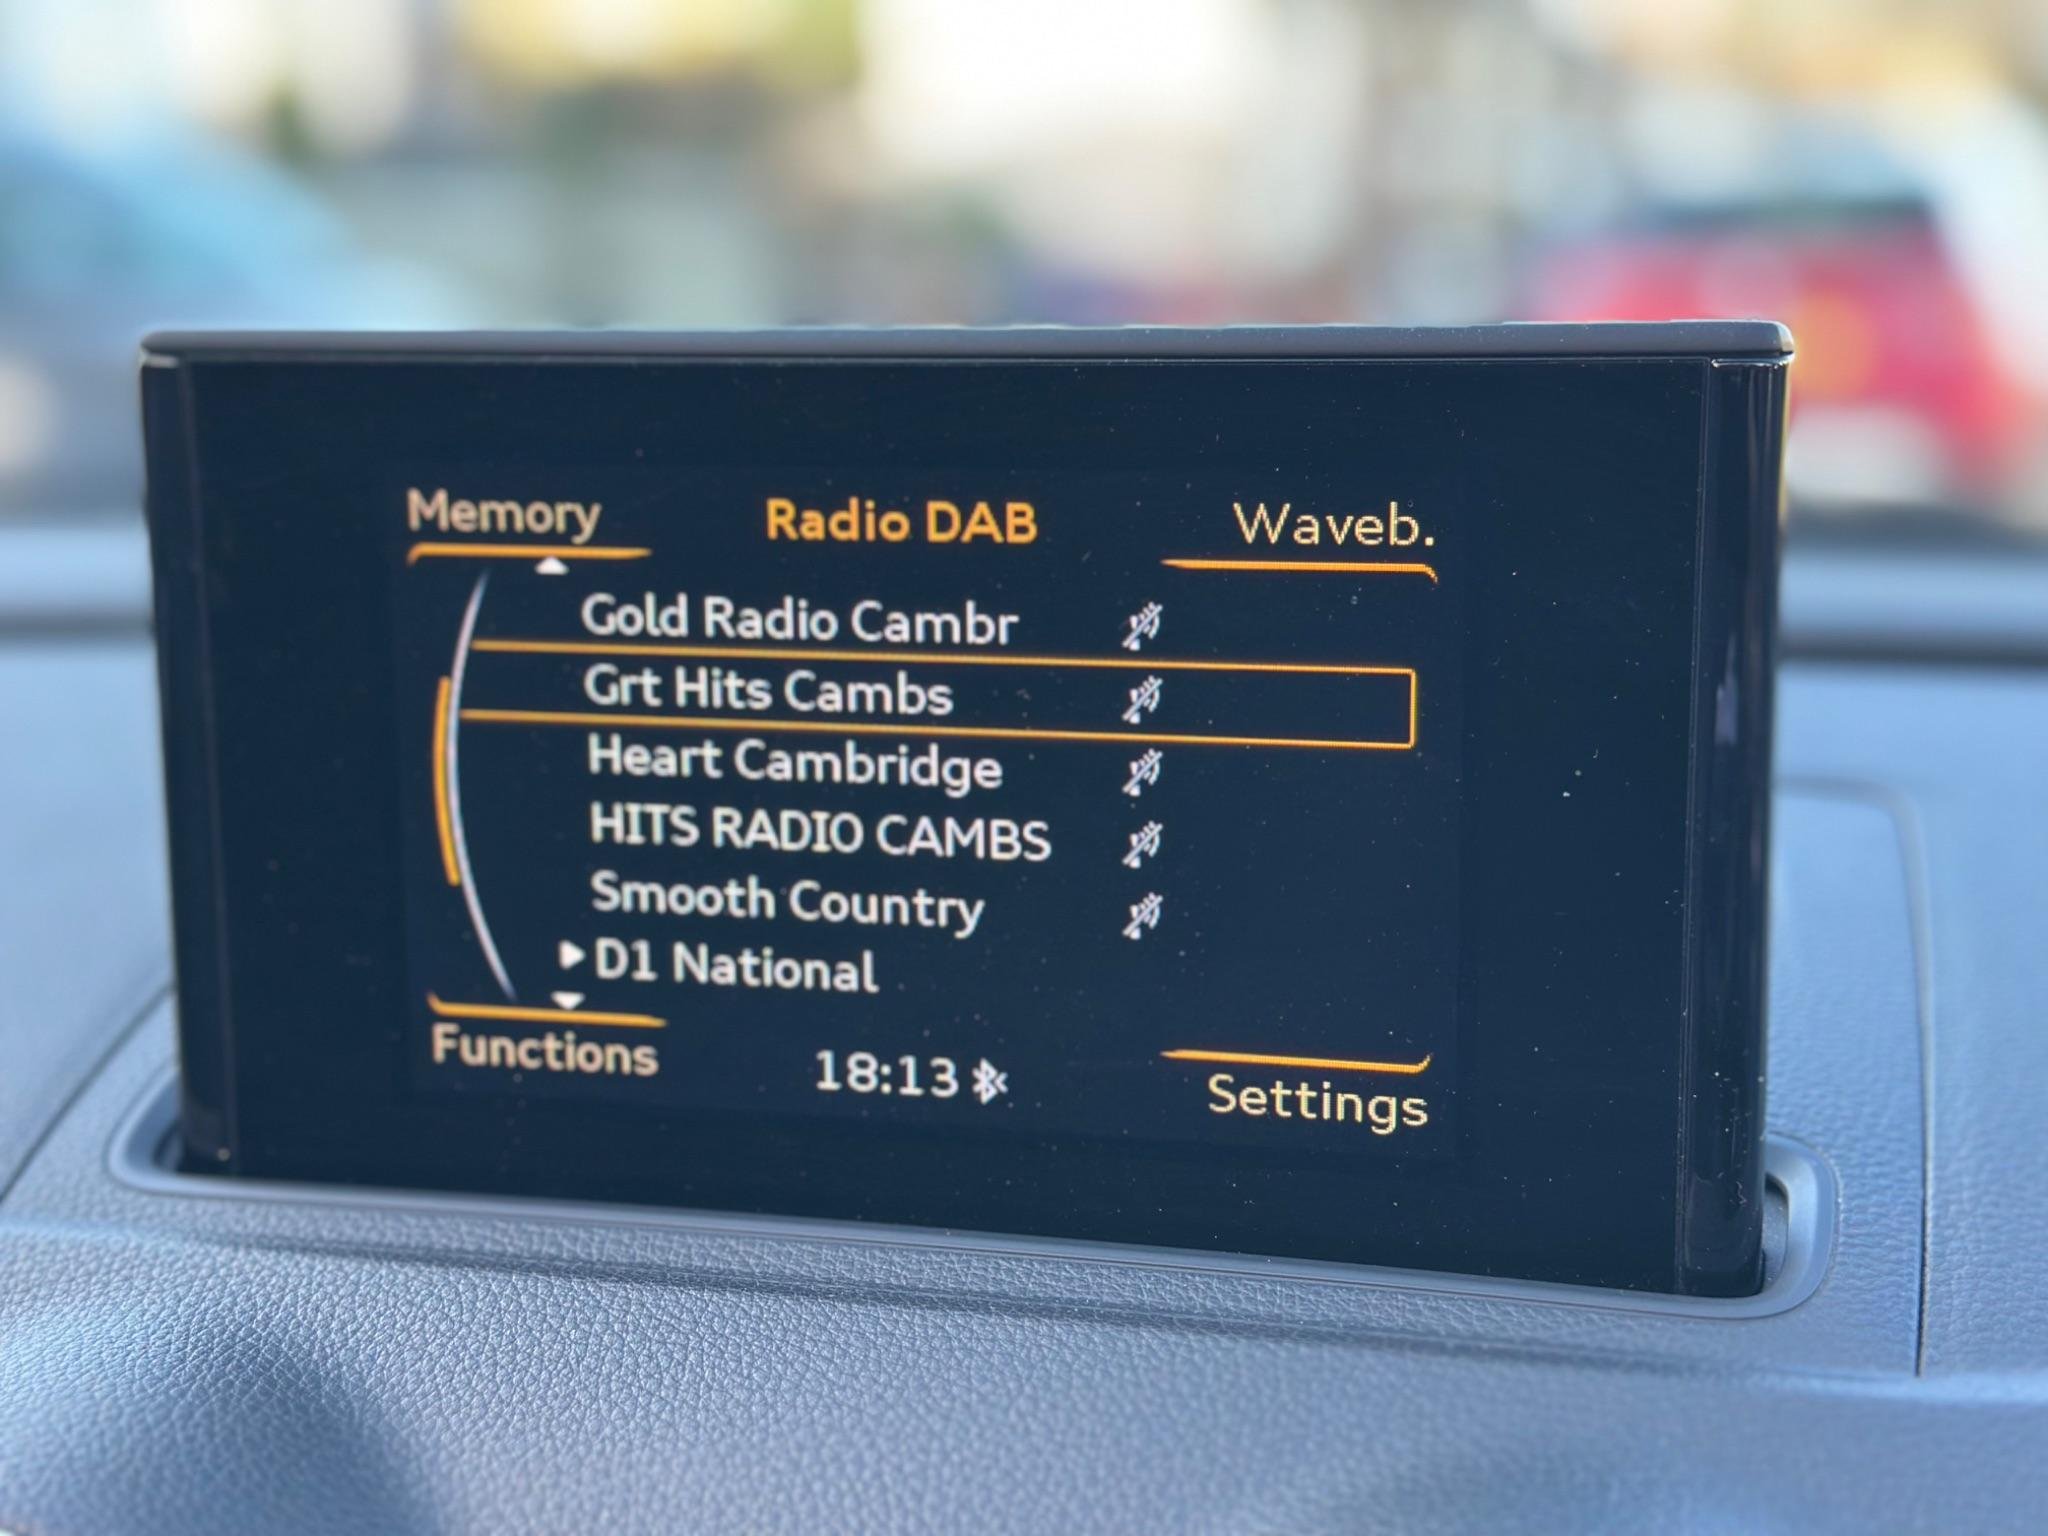 Memory
Radio DAB
Waveb.
Gold Radio Cambr
Grt Hits Cambs
Heart Cambridge
HITS RADIO CAMBS
Smooth Country
D1 National
Functions
18:13
Settings